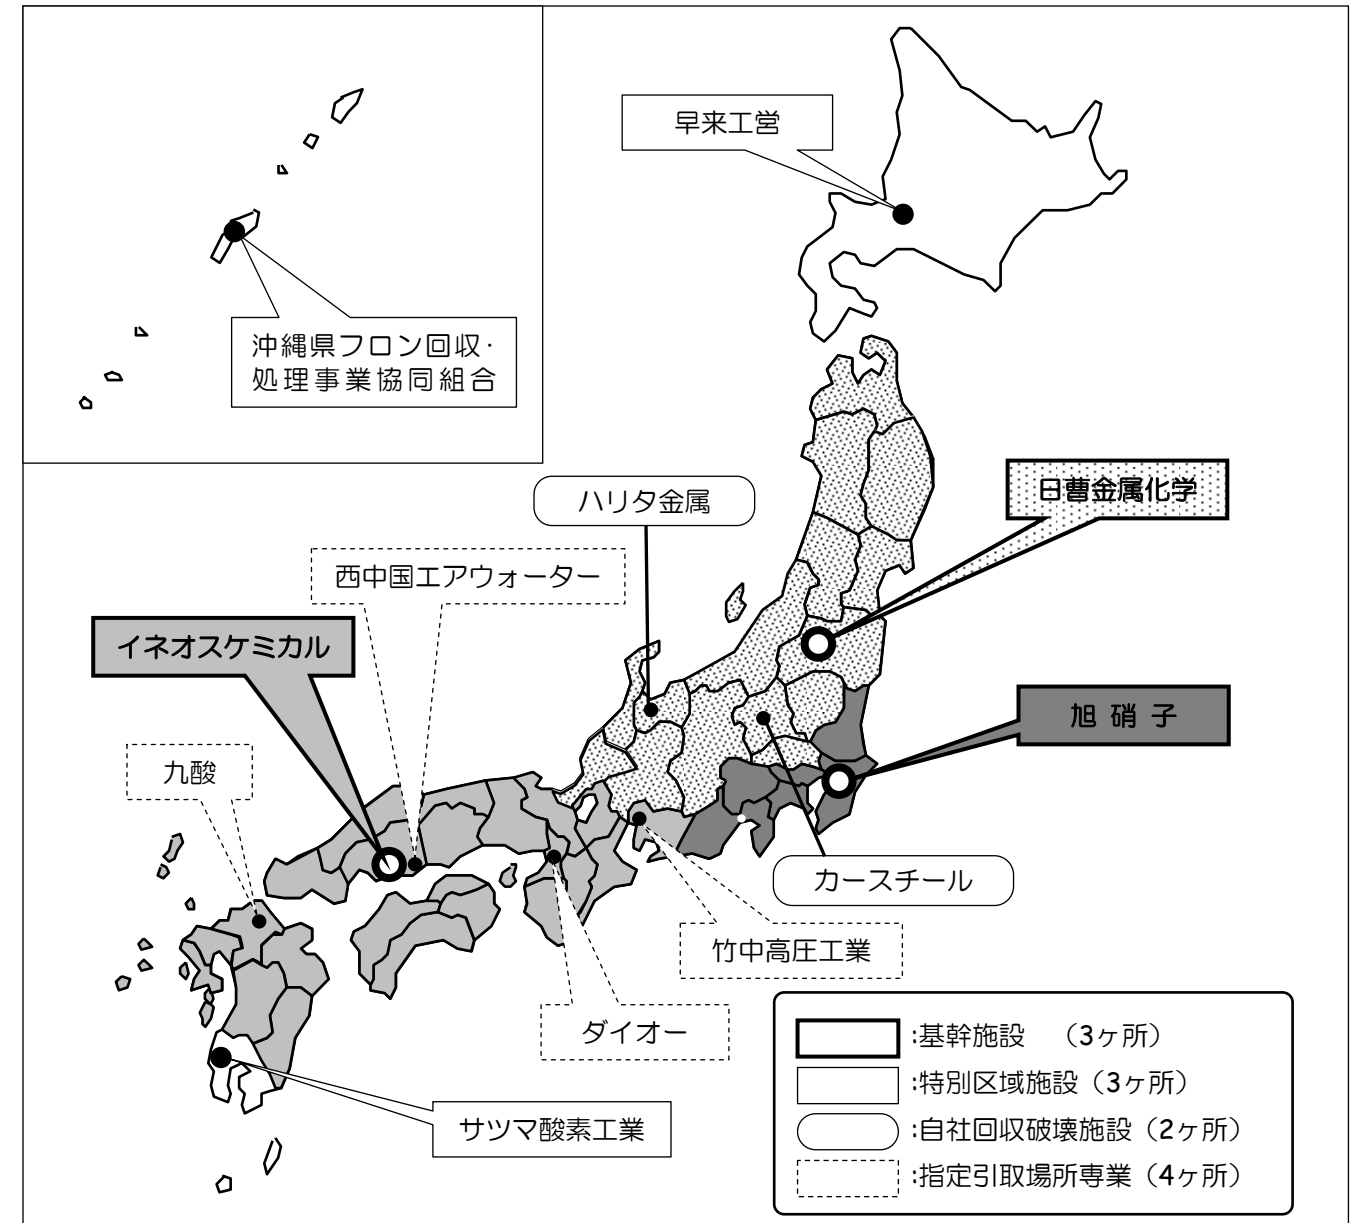 早来工営
沖縄県フロン回収・
処理事業協同組合
ハリタ金属
日曹金属化学
西中国エアウォーター
イネオスケミカル
旭硝子
九酸
カースチール
竹中高圧工業
ダイオー
サツマ酸素工業
:基幹施設　（3ヶ所）
:特別区域施設（3ヶ所）
:自社回収破壊施設（2ヶ所）
:指定引取場所専業（4ヶ所）